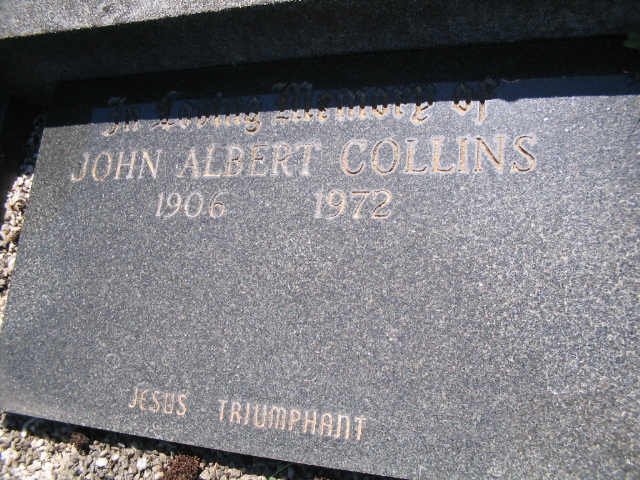 In Loving Memory of
JOHN ALBERT COLLINS
1906 1972
JESUS TRIUMPHANT